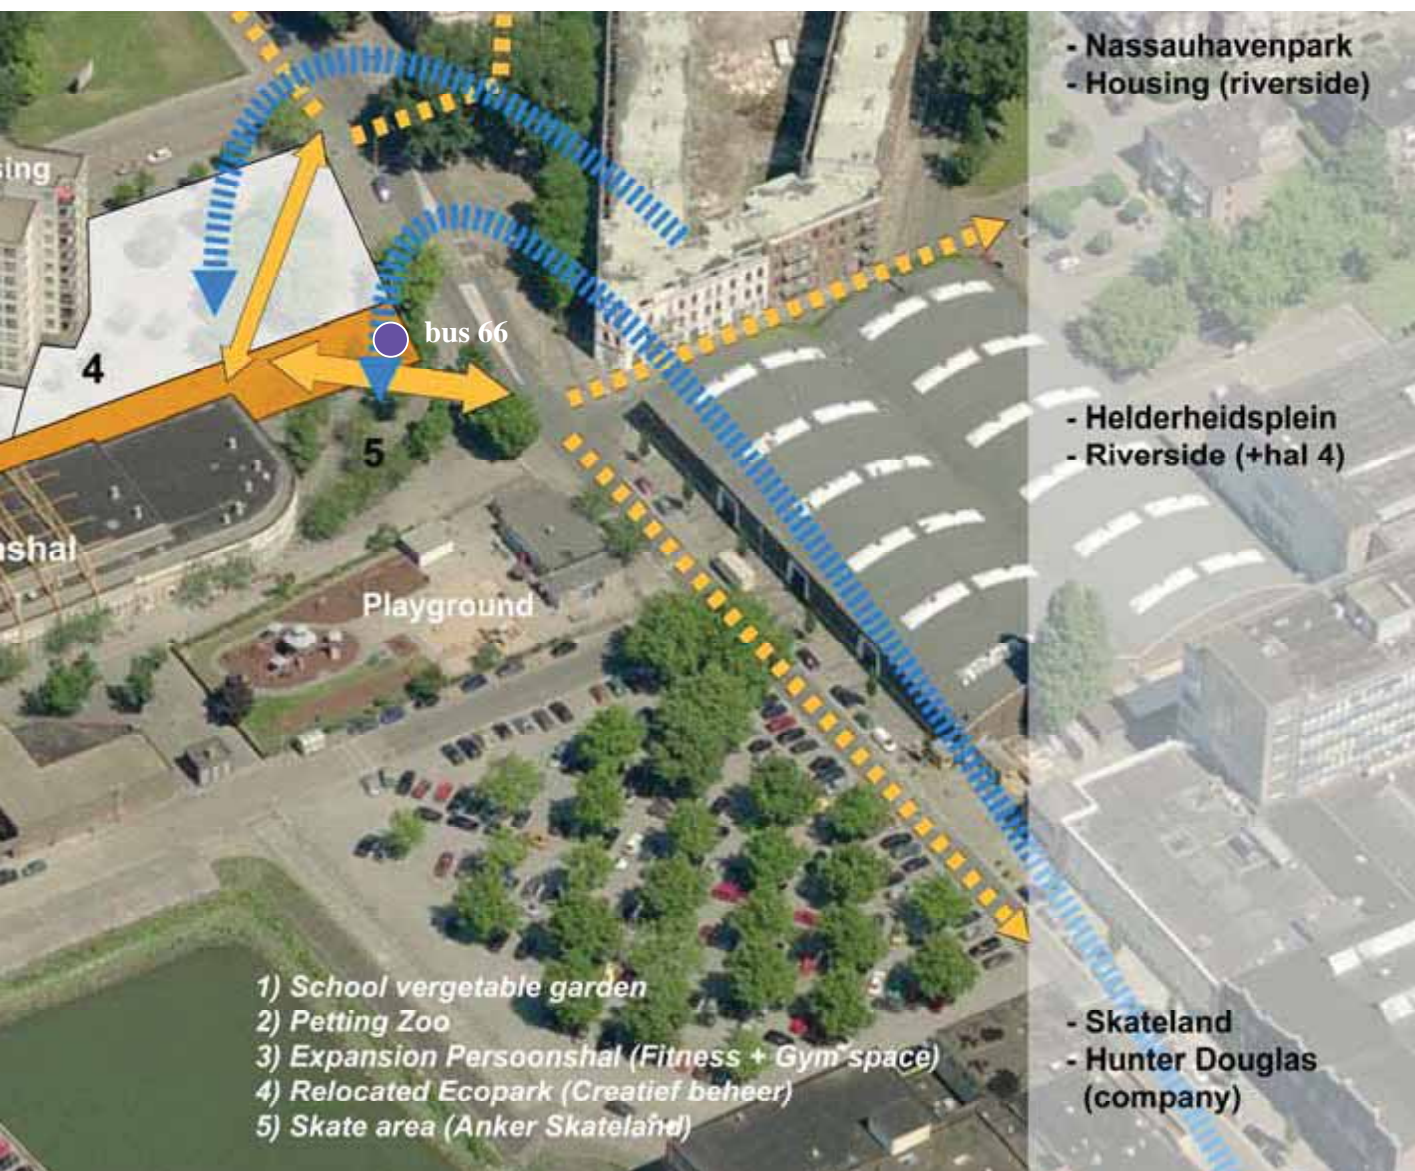 - Nassauhavenpark
- Housing (riverside)
sing
bus 66
4
- Helderheidsplein
- Riverside (+hal 4)
5
nshal
Playground
1) School vergetable garden
2) Petting Zoo
3) Expansion Persoonshal (Fitness + Gym space)
4) Relocated Ecopark (Creatief beheer)
5) Skate area (Anker Skateland)
- Skateland
- Hunter Douglas
(company)